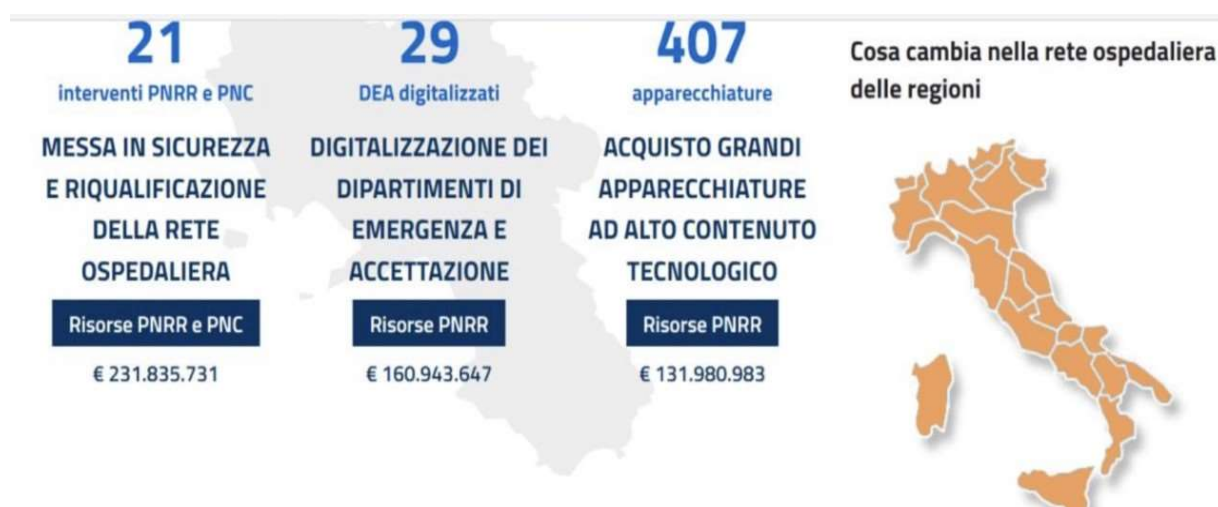 21
interventi PNRR e PNC
MESSA IN SICUREZZA
E RIQUALIFICAZIONE
DELLA RETE
OSPEDALIERA
Risorse PNRR e PNC
€ 231.835.731
29
DEA digitalizzati
DIGITALIZZAZIONE DEI
DIPARTIMENTI DI
EMERGENZA E
ACCETTAZIONE
Risorse PNRR
€ 160.943.647
407
apparecchiature
ACQUISTO GRANDI
APPARECCHIATURE
AD ALTO CONTENUTO
TECNOLOGICO
Risorse PNRR
€ 131.980.983
Cosa cambia nella rete ospedaliera
delle regioni